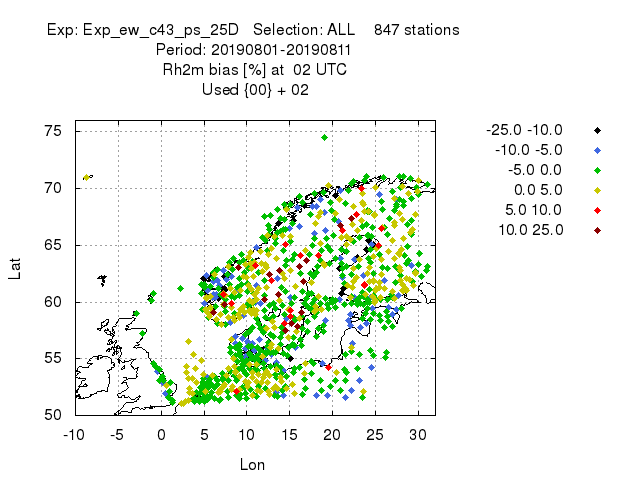 Exp: Exp_ew_c43_ps_25D Selection: ALL 847 stations
Period: 20190801-20190811
Rh2m bias [%] at 02 UTC
Used {00} + 02
-25.0 -10.0
-10.0 -5.0
-5.0 0.0
0.0 5.0
5.0 10.0
10.0 25.0
75
70
65
60
55
50
Lat
-10 -5 0 5 10 15 20 25 30
Lon